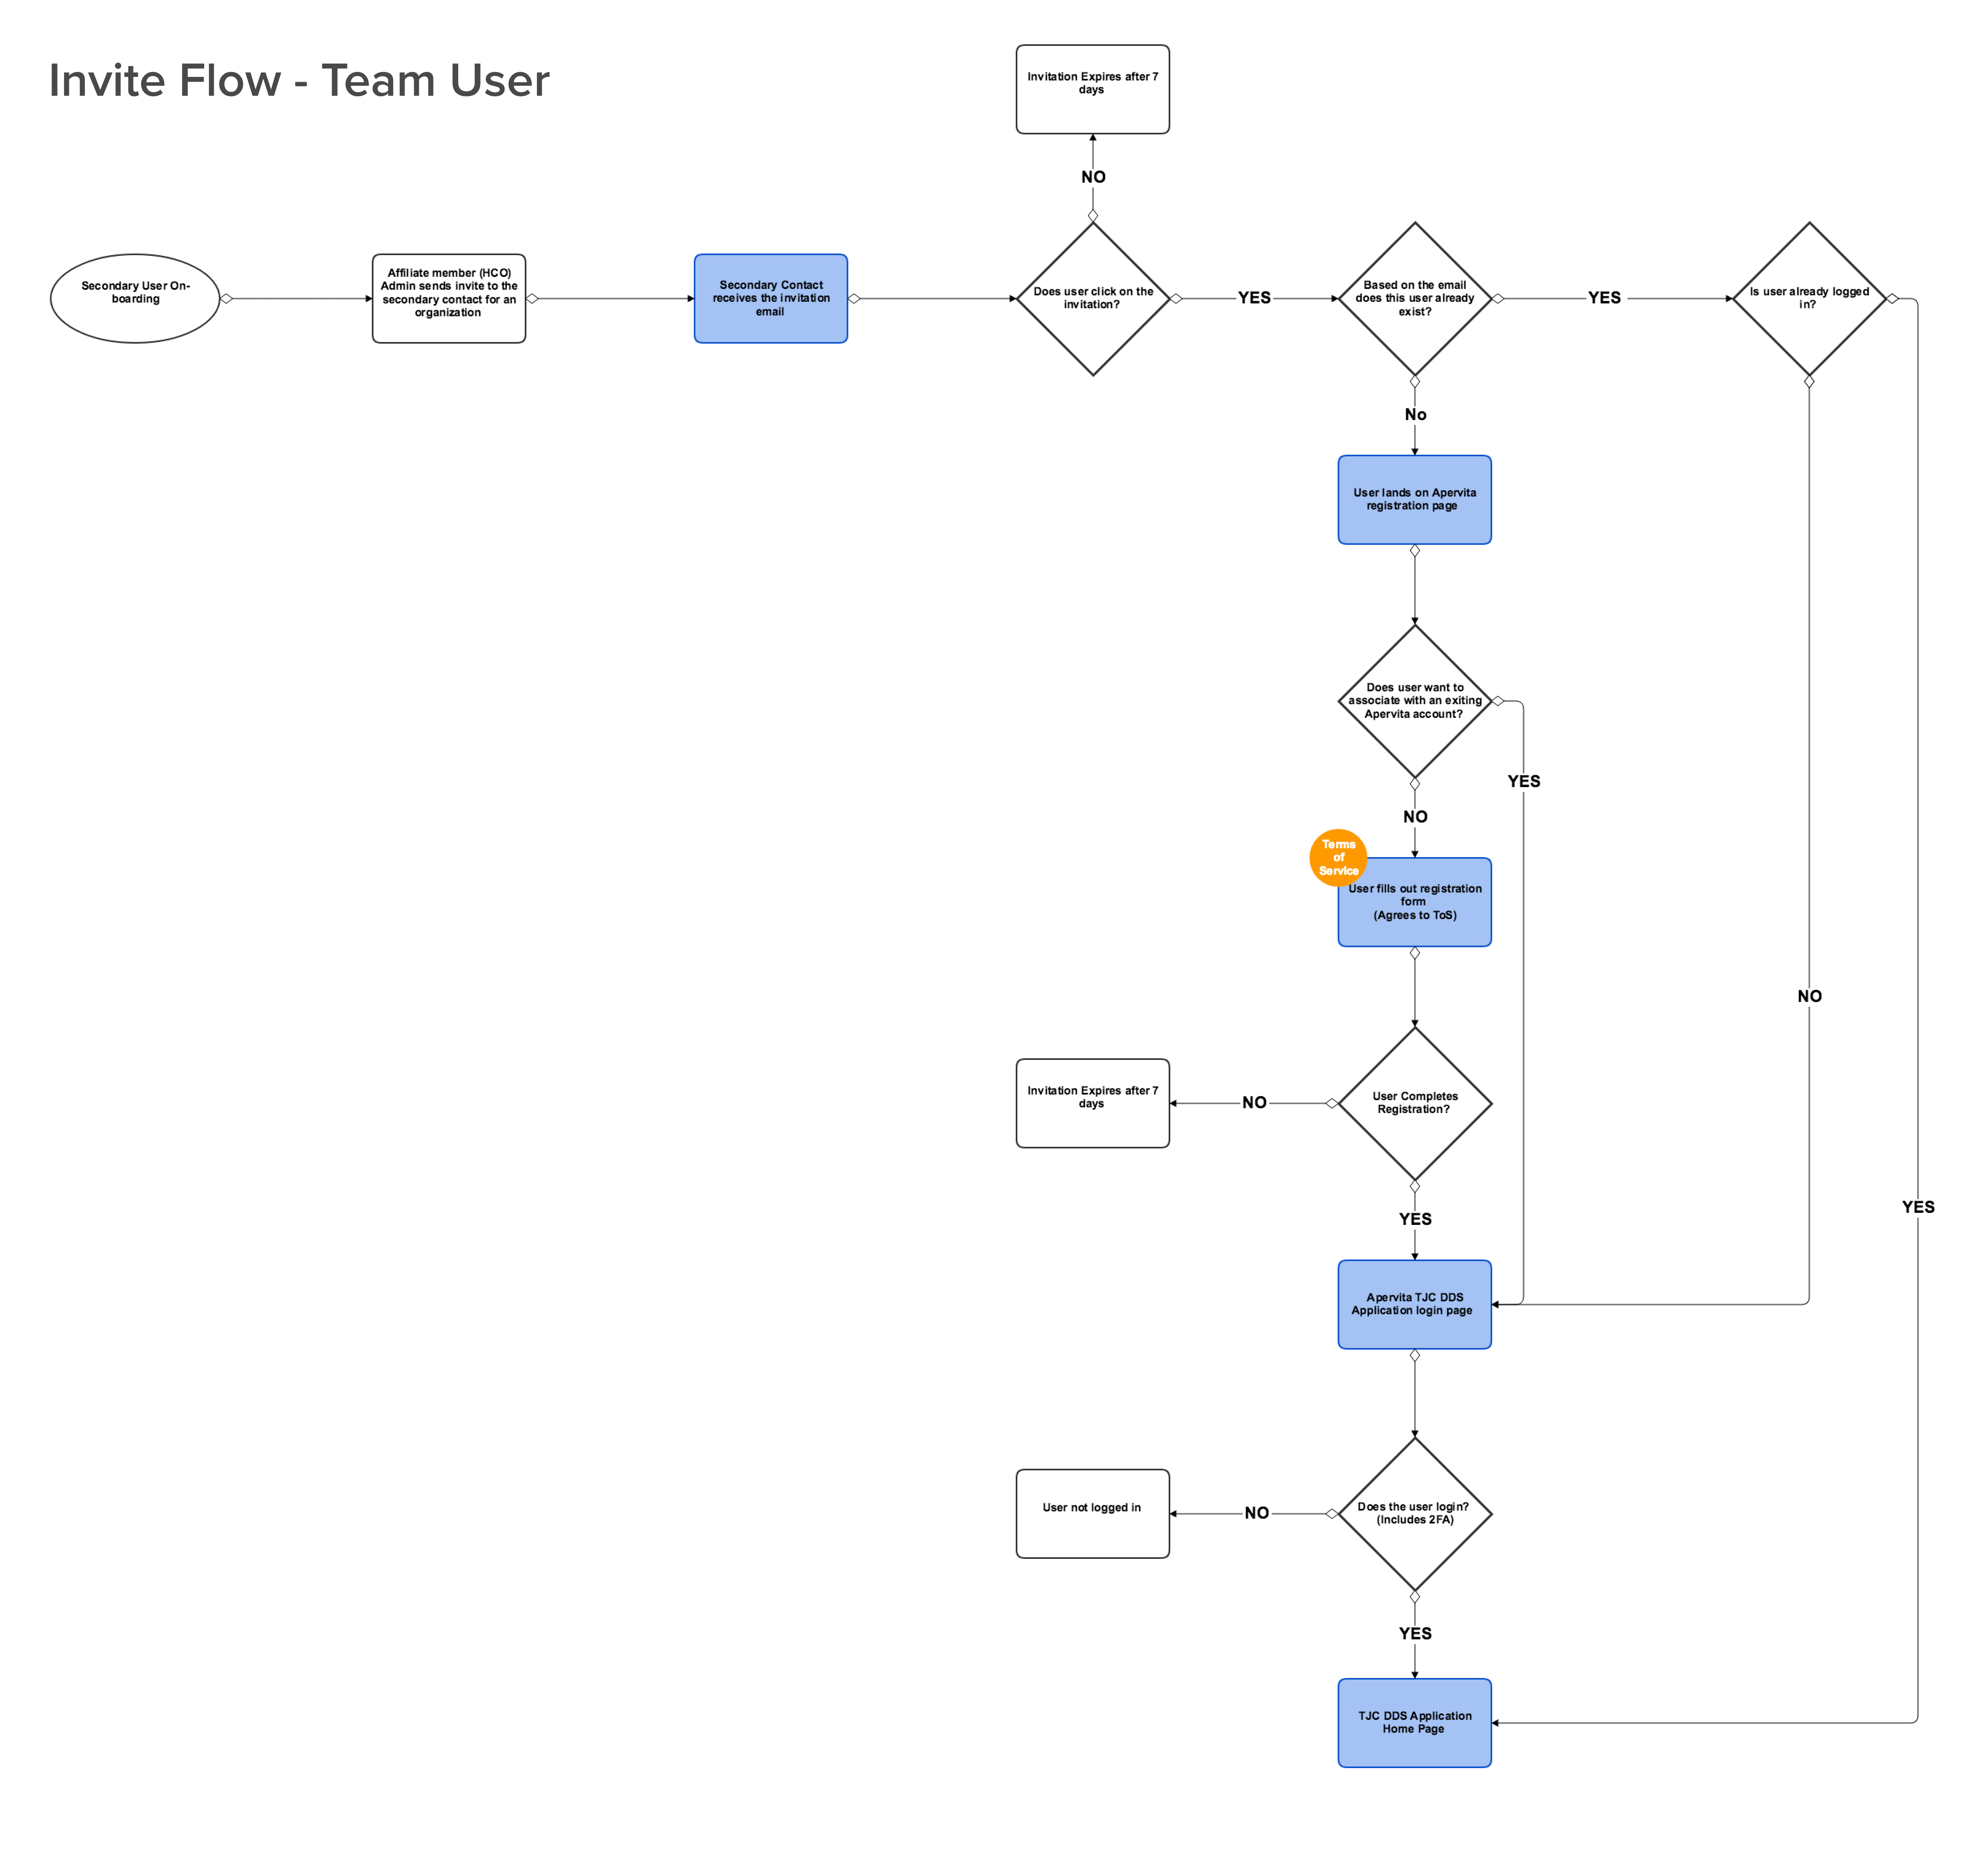 Invite Flow - Team User
Invitation Expires after 7
days
NO
Secondary User On-
boarding
Affiliate member (HCO)
Admin sends invite to the
secondary contact for an
organization
Secondary Contact
receives the invitation
email
Does user click on the
invitation?
YES
Based on the email
does this user already
exist?
YES
Is user already logged
in?
No
User lands on Apervita
registration page
Does user want to
associate with an exiting
Apervita account?
YES
NO
Terms
of
Service
User fills out registration
form
(Agrees to ToS)
NO
Invitation Expires after 7
days
NO
User Completes
Registration?
YES
YES
Apervita TJC DDS
Application login page
User not logged in
NO
Does the user login?
(Includes 2FA)
YES
TJC DDS Application
Home Page